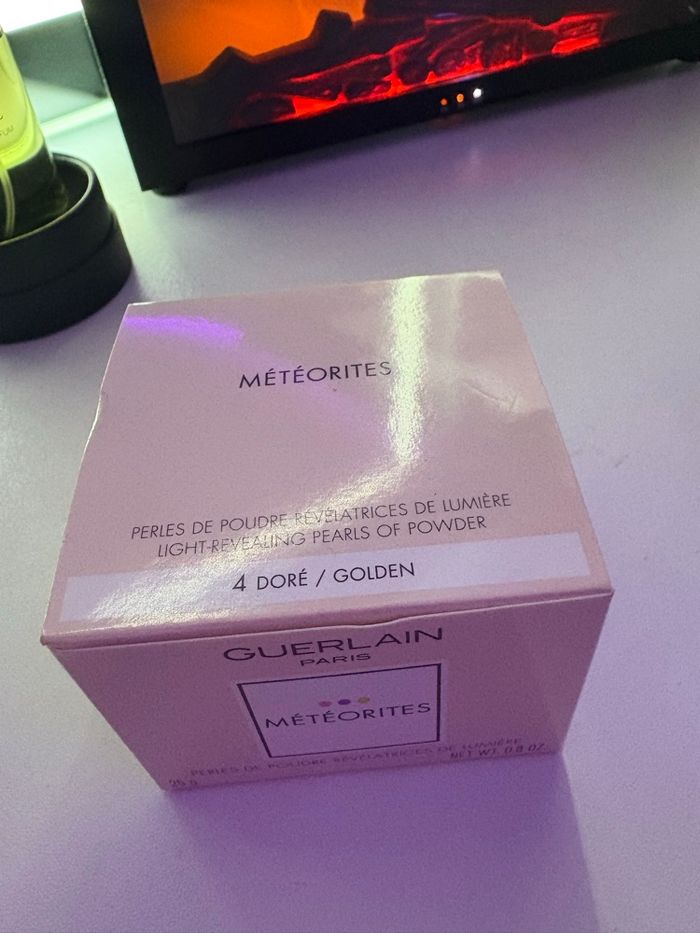 MÉTÉORITES
PERLES DE POUDRE RÉVÉLATRICES DE LUMIÈRE
LIGHT-REVEALING PEARLS OF POWDER
4 DORÉ / GOLDEN
GUERLAIN
PARIS
MÉTÉORITES
PERLES DE POUDRE RÉVÉLATRICES DE LUMIÈRE
25 g NET WT. 0.8 OZ.